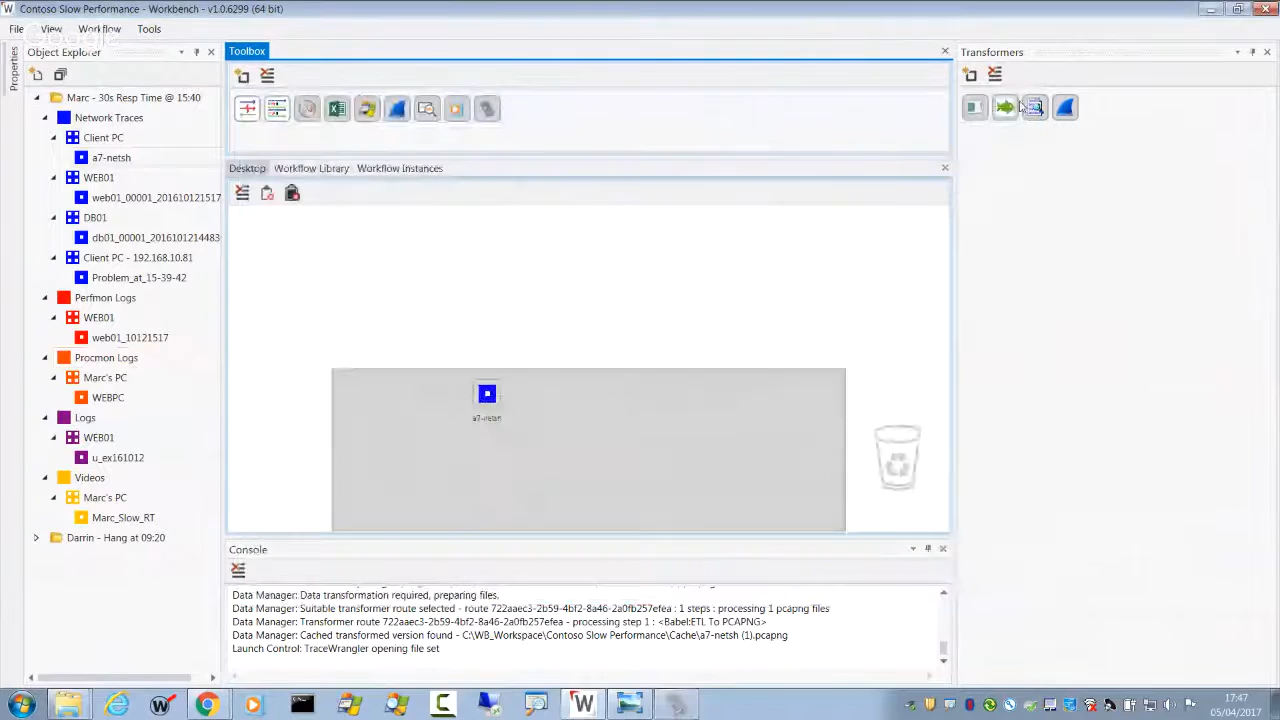 Contoso Slow Performance - Workbench - v1.0.6299 (64 bit)
File View Workflow Tools
Properties
Object Explorer
Marc - 30s Resp Time @ 15:40
Network Traces
Client PC
a7-netsh
WEB01
web01_00001_201610121517
DB01
db01_00001_2016101214483
Client PC - 192.168.10.81
Problem_at_15-39-42
Perfmon Logs
WEB01
web01_10121517
Procmon Logs
Marc's PC
WEBPC
Logs
WEB01
u_ex161012
Videos
Marc's PC
Marc_Slow_RT
Darrin - Hang at 09:20
Toolbox
Desktop Workflow Library Workflow Instances
a7-netsh
Console
Data Manager: Data transformation required, preparing files.
Data Manager: Suitable transformer route selected - route 722aaec3-2b59-4bf2-8a46-2a0fb257efea : 1 steps : processing 1 pcapng files
Data Manager: Transformer route 722aaec3-2b59-4bf2-8a46-2a0fb257efea - processing step 1 : <Babel:ETL To PCAPNG>
Data Manager: Cached transformed version found - C:\WB_Workspace\Contoso Slow Performance\Cache\a7-netsh (1).pcapng
Launch Control: TraceWrangler opening file set
Transformers
17:47
05/04/2017